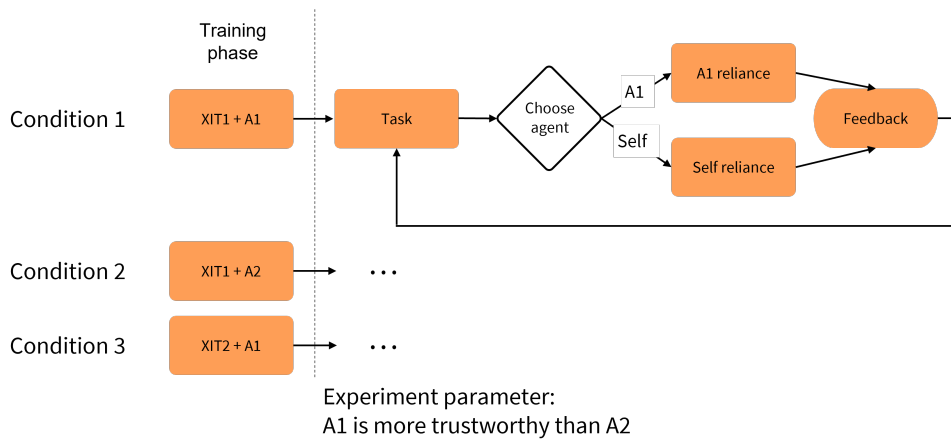 Training
phase
Condition 1
XIT1 + A1
Task
Choose
agent
A1
Self
A1 reliance
Self reliance
Feedback
Condition 2
XIT1 + A2
...
Condition 3
XIT2 + A1
...
Experiment parameter:
A1 is more trustworthy than A2